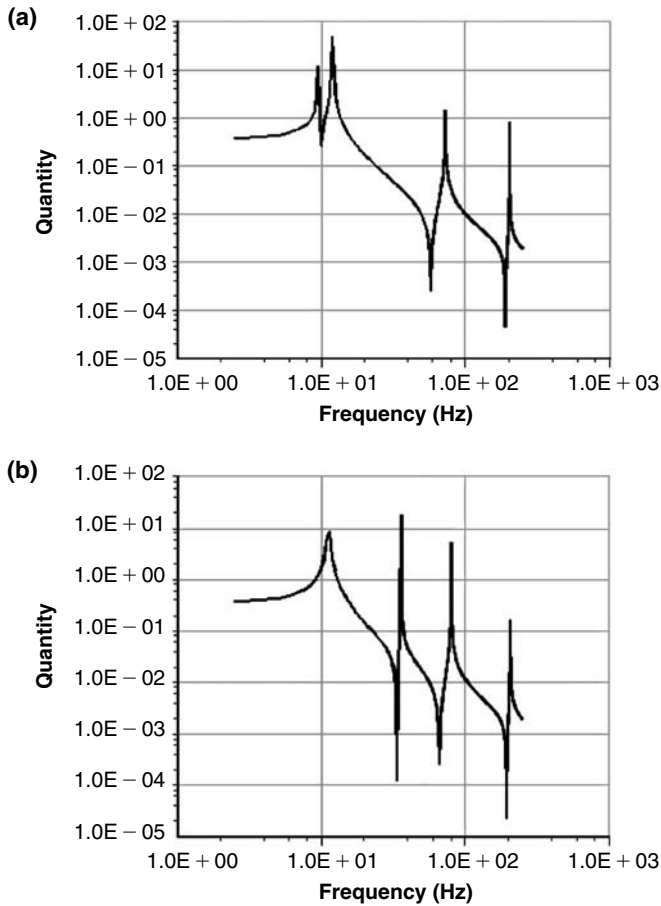 (a)
1.0E + 02
1.0E + 01
1.0E + 00
1.0E − 01
1.0E − 02
1.0E − 03
1.0E − 04
1.0E − 05
Quantity
1.0E + 00 1.0E + 01 1.0E + 02 1.0E + 03
Frequency (Hz)
(b)
1.0E + 02
1.0E + 01
1.0E + 00
1.0E − 01
1.0E − 02
1.0E − 03
1.0E − 04
1.0E − 05
Quantity
1.0E + 00 1.0E + 01 1.0E + 02 1.0E + 03
Frequency (Hz)